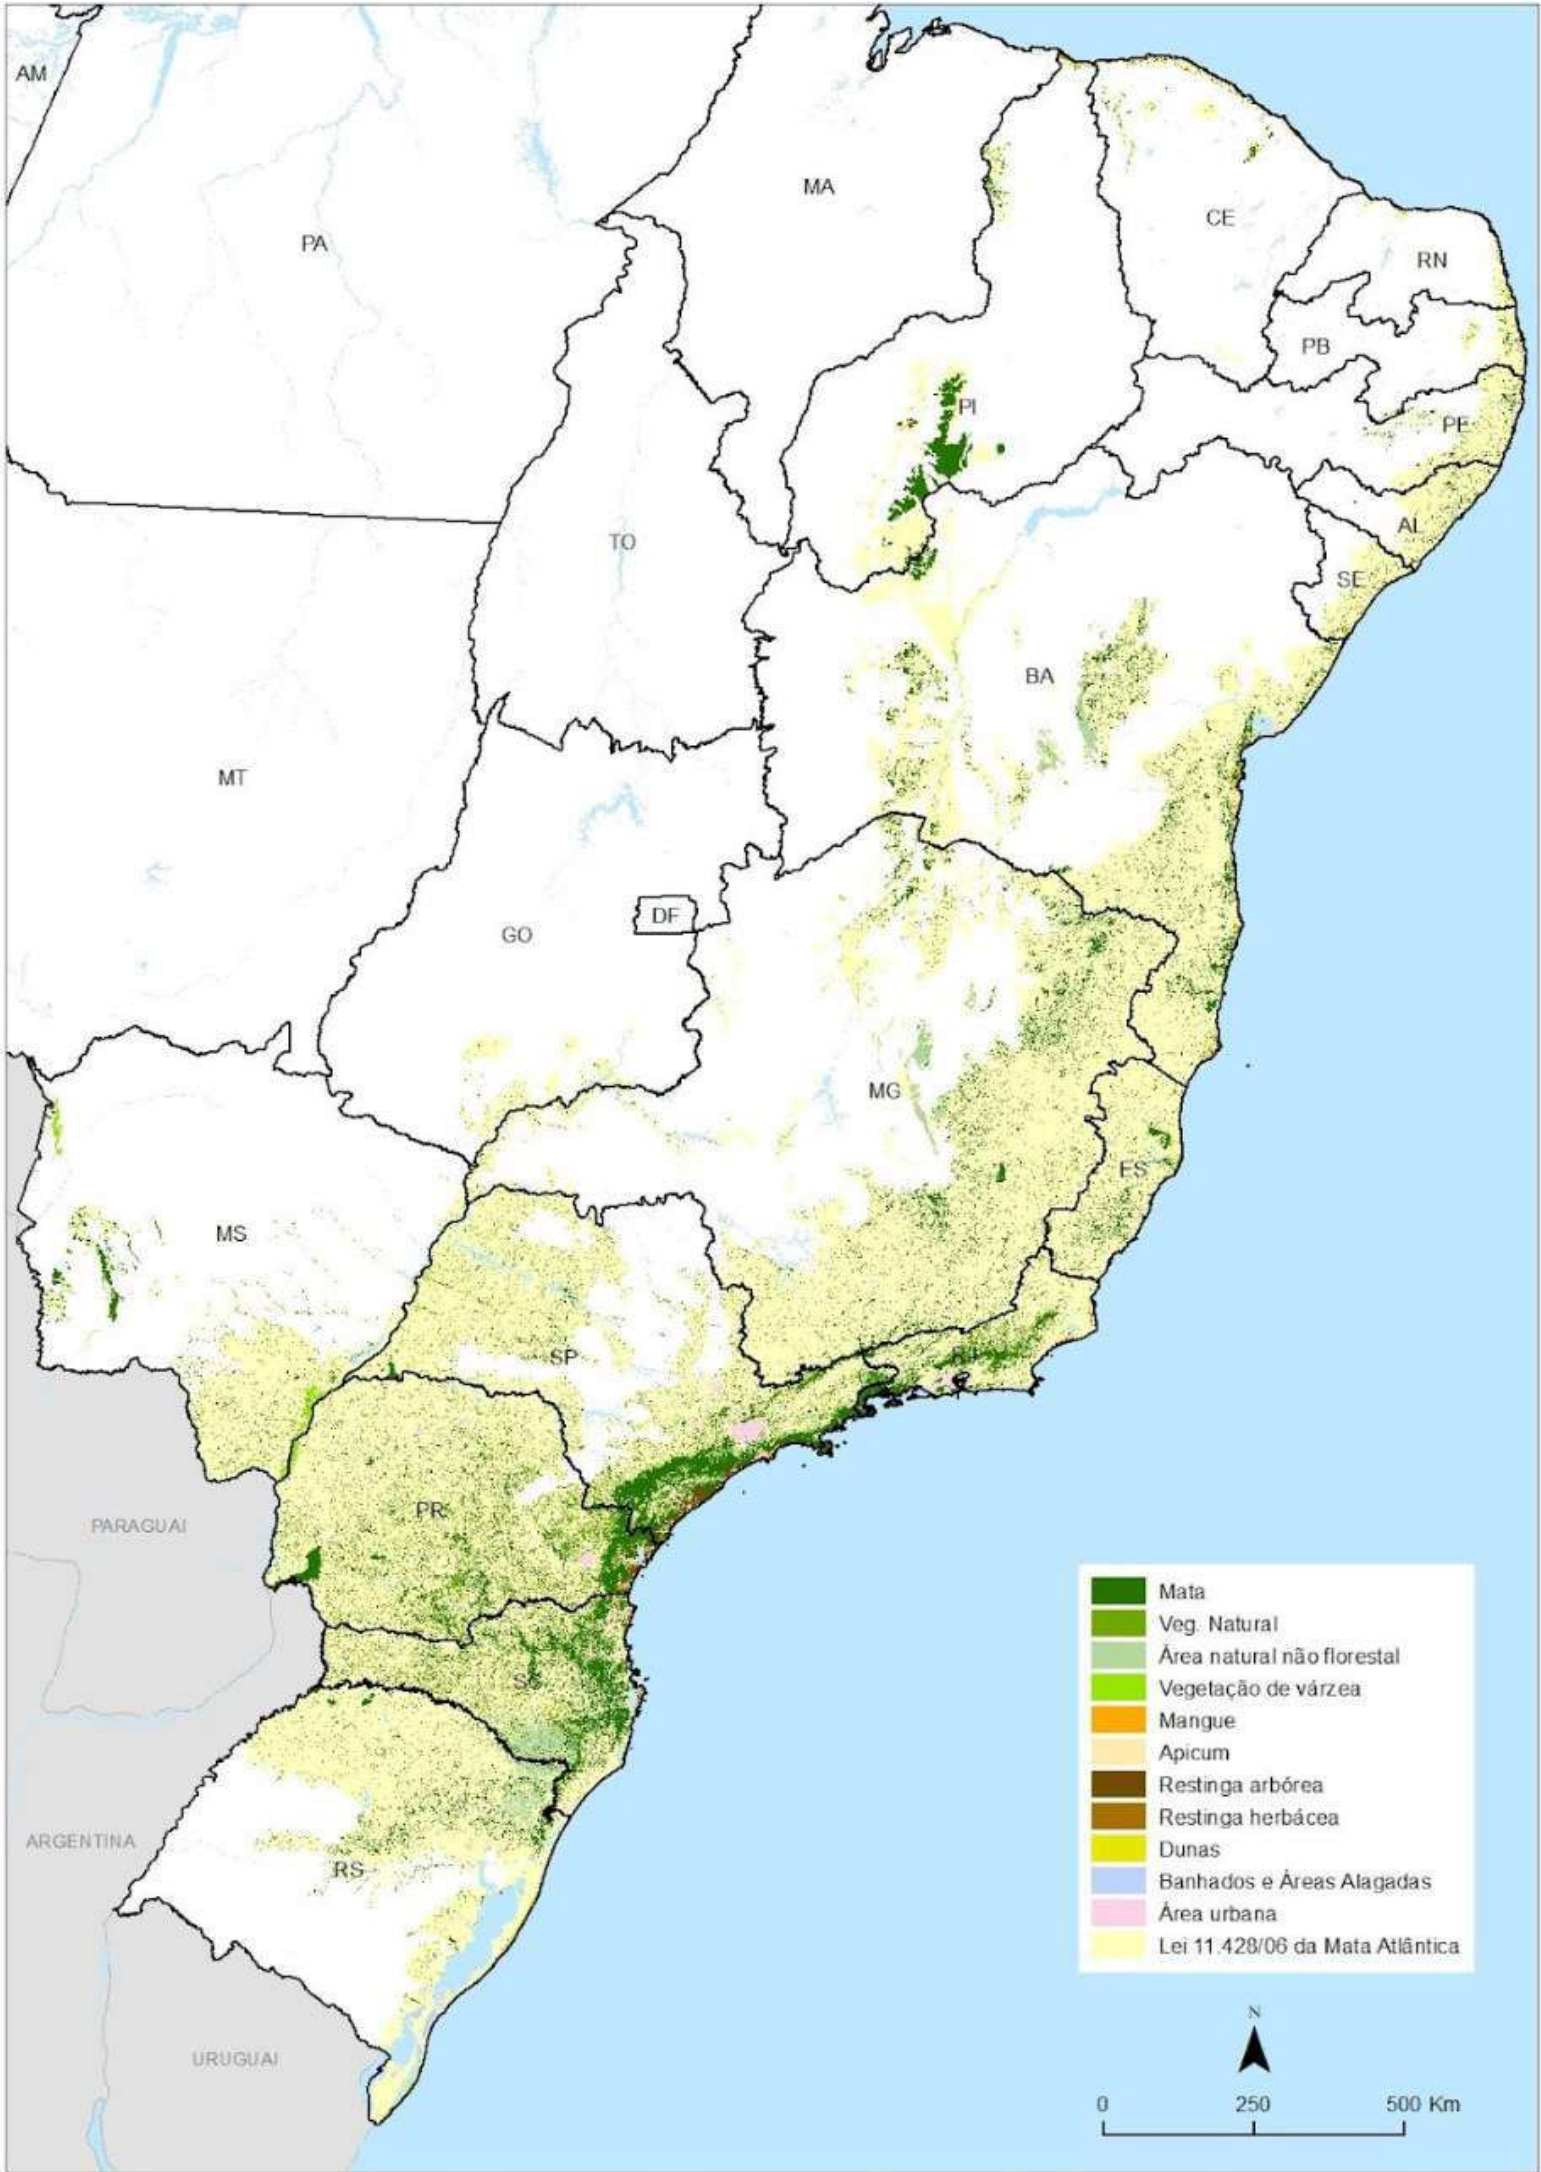 AM
MA
CE
PA
RN
PB
PI
PE
AL
TO
SE
BA
MT
DF
GO
MG
ES
MS
RJ
SP
PR
PARAGUAI
SC
ARGENTINA
RS
URUGUAI
Mata
Veg. Natural
Área natural não florestal
Vegetação de várzea
Mangue
Apicum
Restinga arbórea
Restinga herbácea
Dunas
Banhados e Áreas Alagadas
Área urbana
Lei 11.428/06 da Mata Atlântica
N
0 250 500 Km